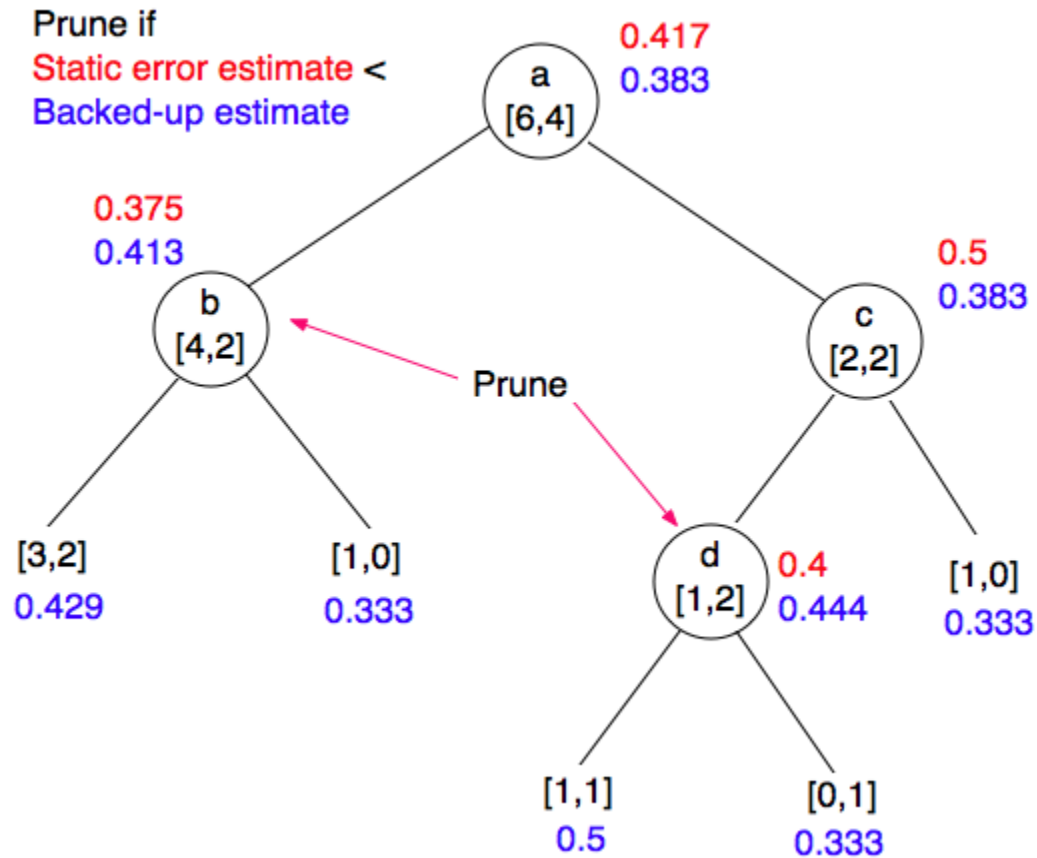 Prune if
Static error estimate <
Backed-up estimate
0.417
0.383
a
[6,4]
0.375
0.413
b
[4,2]
0.5
0.383
c
[2,2]
Prune
[3,2]
0.429
[1,0]
0.333
d
[1,2]
0.4
0.444
[1,0]
0.333
[1,1]
0.5
[0,1]
0.333